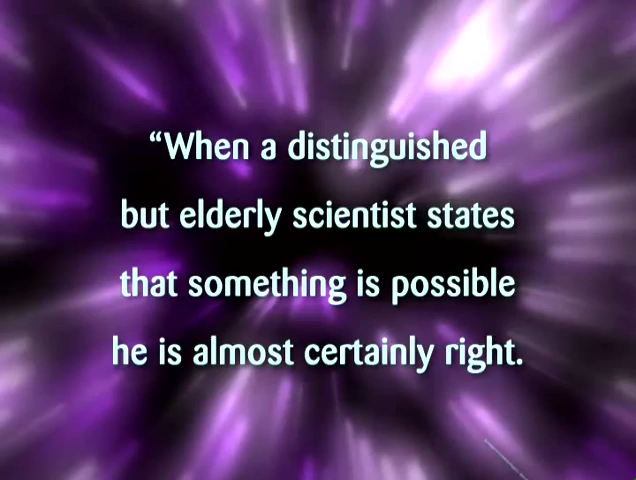 “When a distinguished
but elderly scientist states
that something is possible
he is almost certainly right.